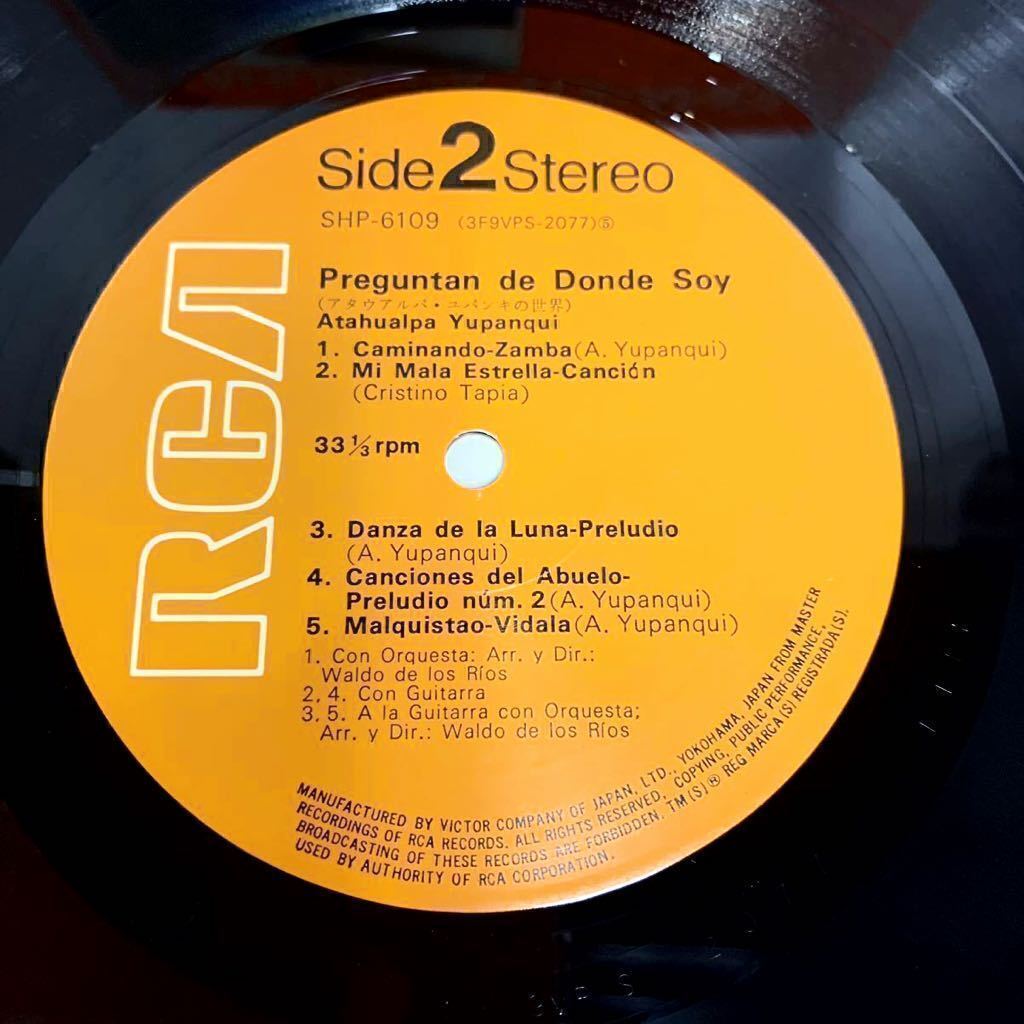 Side 2 Stereo
SHP-6109 (3F9VPS-2077)⑤
Preguntan de Donde Soy
(アタウアルパ・ユパンキの世界)
Atahualpa Yupanqui
1. Caminando-Zamba (A. Yupanqui)
2. Mi Mala Estrella-Canción
(Cristino Tapia)
33 1/3 rpm
3. Danza de la Luna-Preludio
(A. Yupanqui)
4. Canciones del Abuelo-
Preludio núm. 2 (A. Yupanqui)
5. Malquistao-Vidala (A. Yupanqui)
1. Con Orquesta: Arr. y Dir.:
Waldo de los Ríos
2, 4. Con Guitarra
3, 5. A la Guitarra con Orquesta;
Arr. y Dir.: Waldo de los Ríos
RCA
MANUFACTURED BY VICTOR COMPANY OF JAPAN, LTD., YOKOHAMA, JAPAN FROM MASTER
RECORDINGS OF RCA RECORDS. ALL RIGHTS RESERVED, COPYING, PUBLIC PERFORMANCE,
BROADCASTING OF THESE RECORDS ARE FORBIDDEN. TM(S)® REG MARCA(S) REGISTRADA(S).
USED BY AUTHORITY OF RCA CORPORATION.